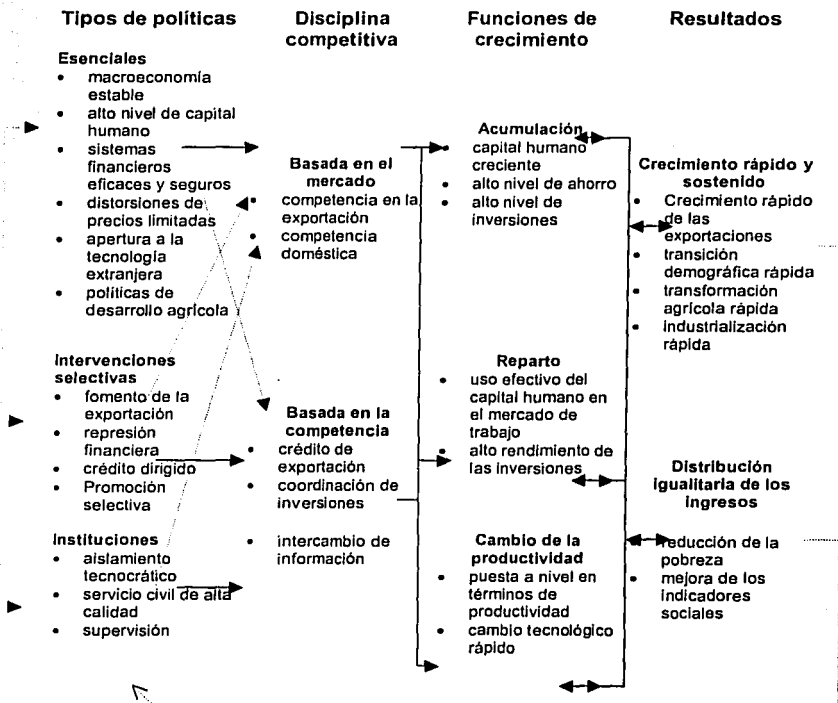 Tipos de políticas
Esenciales
• macroeconomía
estable
• alto nivel de capital
humano
• sistemas
financieros
eficaces y seguros
• distorsiones de
precios limitadas
• apertura a la
tecnología
extranjera
• políticas de
desarrollo agrícola
Intervenciones
selectivas
• fomento de la
exportación
• represión
financiera
• crédito dirigido
• Promoción
selectiva
Instituciones
• aislamiento
tecnocrático
• servicio civil de alta
calidad
• supervisión
Disciplina
competitiva
Basada en el
mercado
• competencia en la
exportación
• competencia
doméstica
Basada en la
competencia
• crédito de
exportación
• coordinación de
inversiones
• intercambio de
información
Funciones de
crecimiento
Acumulación
• capital humano
creciente
• alto nivel de ahorro
• alto nivel de
inversiones
Reparto
• uso efectivo del
capital humano en
el mercado de
trabajo
• alto rendimiento de
las inversiones
Cambio de la
productividad
• puesta a nivel en
términos de
productividad
• cambio tecnológico
rápido
Resultados
Crecimiento rápido y
sostenido
• Crecimiento rápido
de las
exportaciones
• transición
demográfica rápida
• transformación
agrícola rápida
• industrialización
rápida
Distribución
igualitaria de los
ingresos
• reducción de la
pobreza
• mejora de los
indicadores
sociales